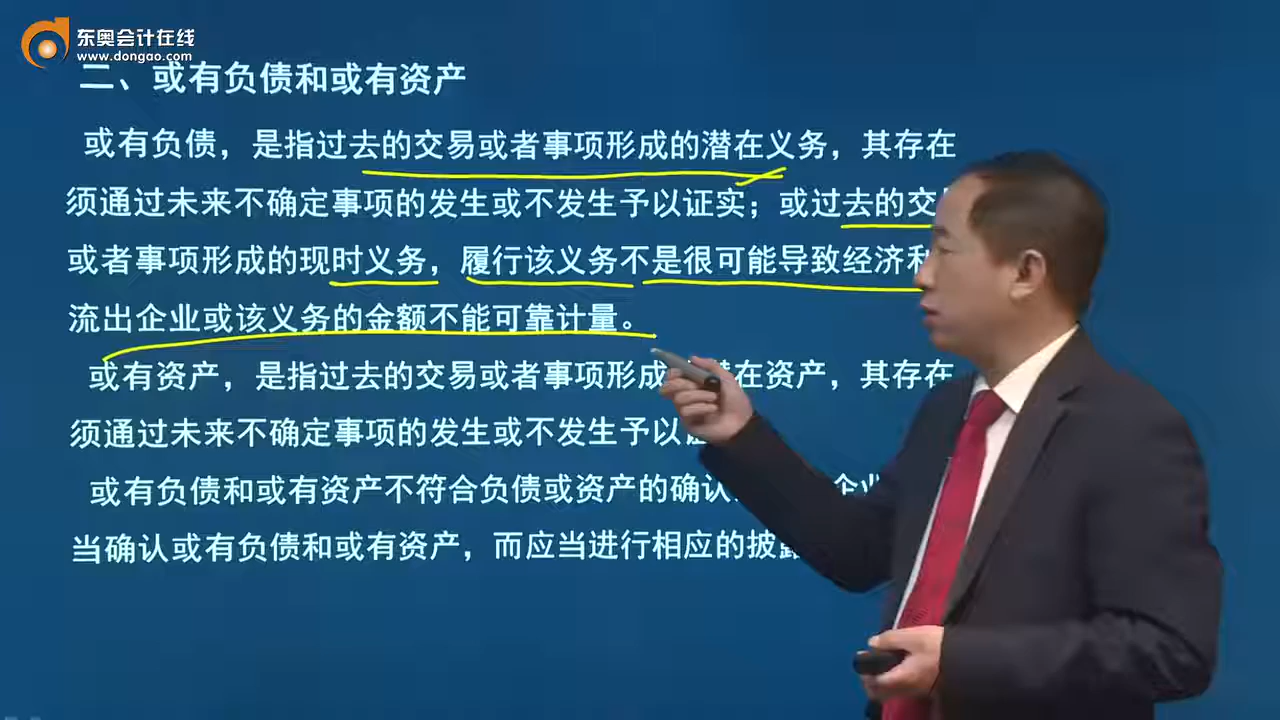 东奥会计在线
www.dongao.com
二、或有负债和或有资产
或有负债，是指过去的交易或者事项形成的潜在义务，其存在
须通过未来不确定事项的发生或不发生予以证实；或过去的交
或者事项形成的现时义务，履行该义务不是很可能导致经济利
流出企业或该义务的金额不能可靠计量。
或有资产，是指过去的交易或者事项形成 潜在资产，其存在
须通过未来不确定事项的发生或不发生予以证
或有负债和或有资产不符合负债或资产的确认 企业
当确认或有负债和或有资产，而应当进行相应的披露